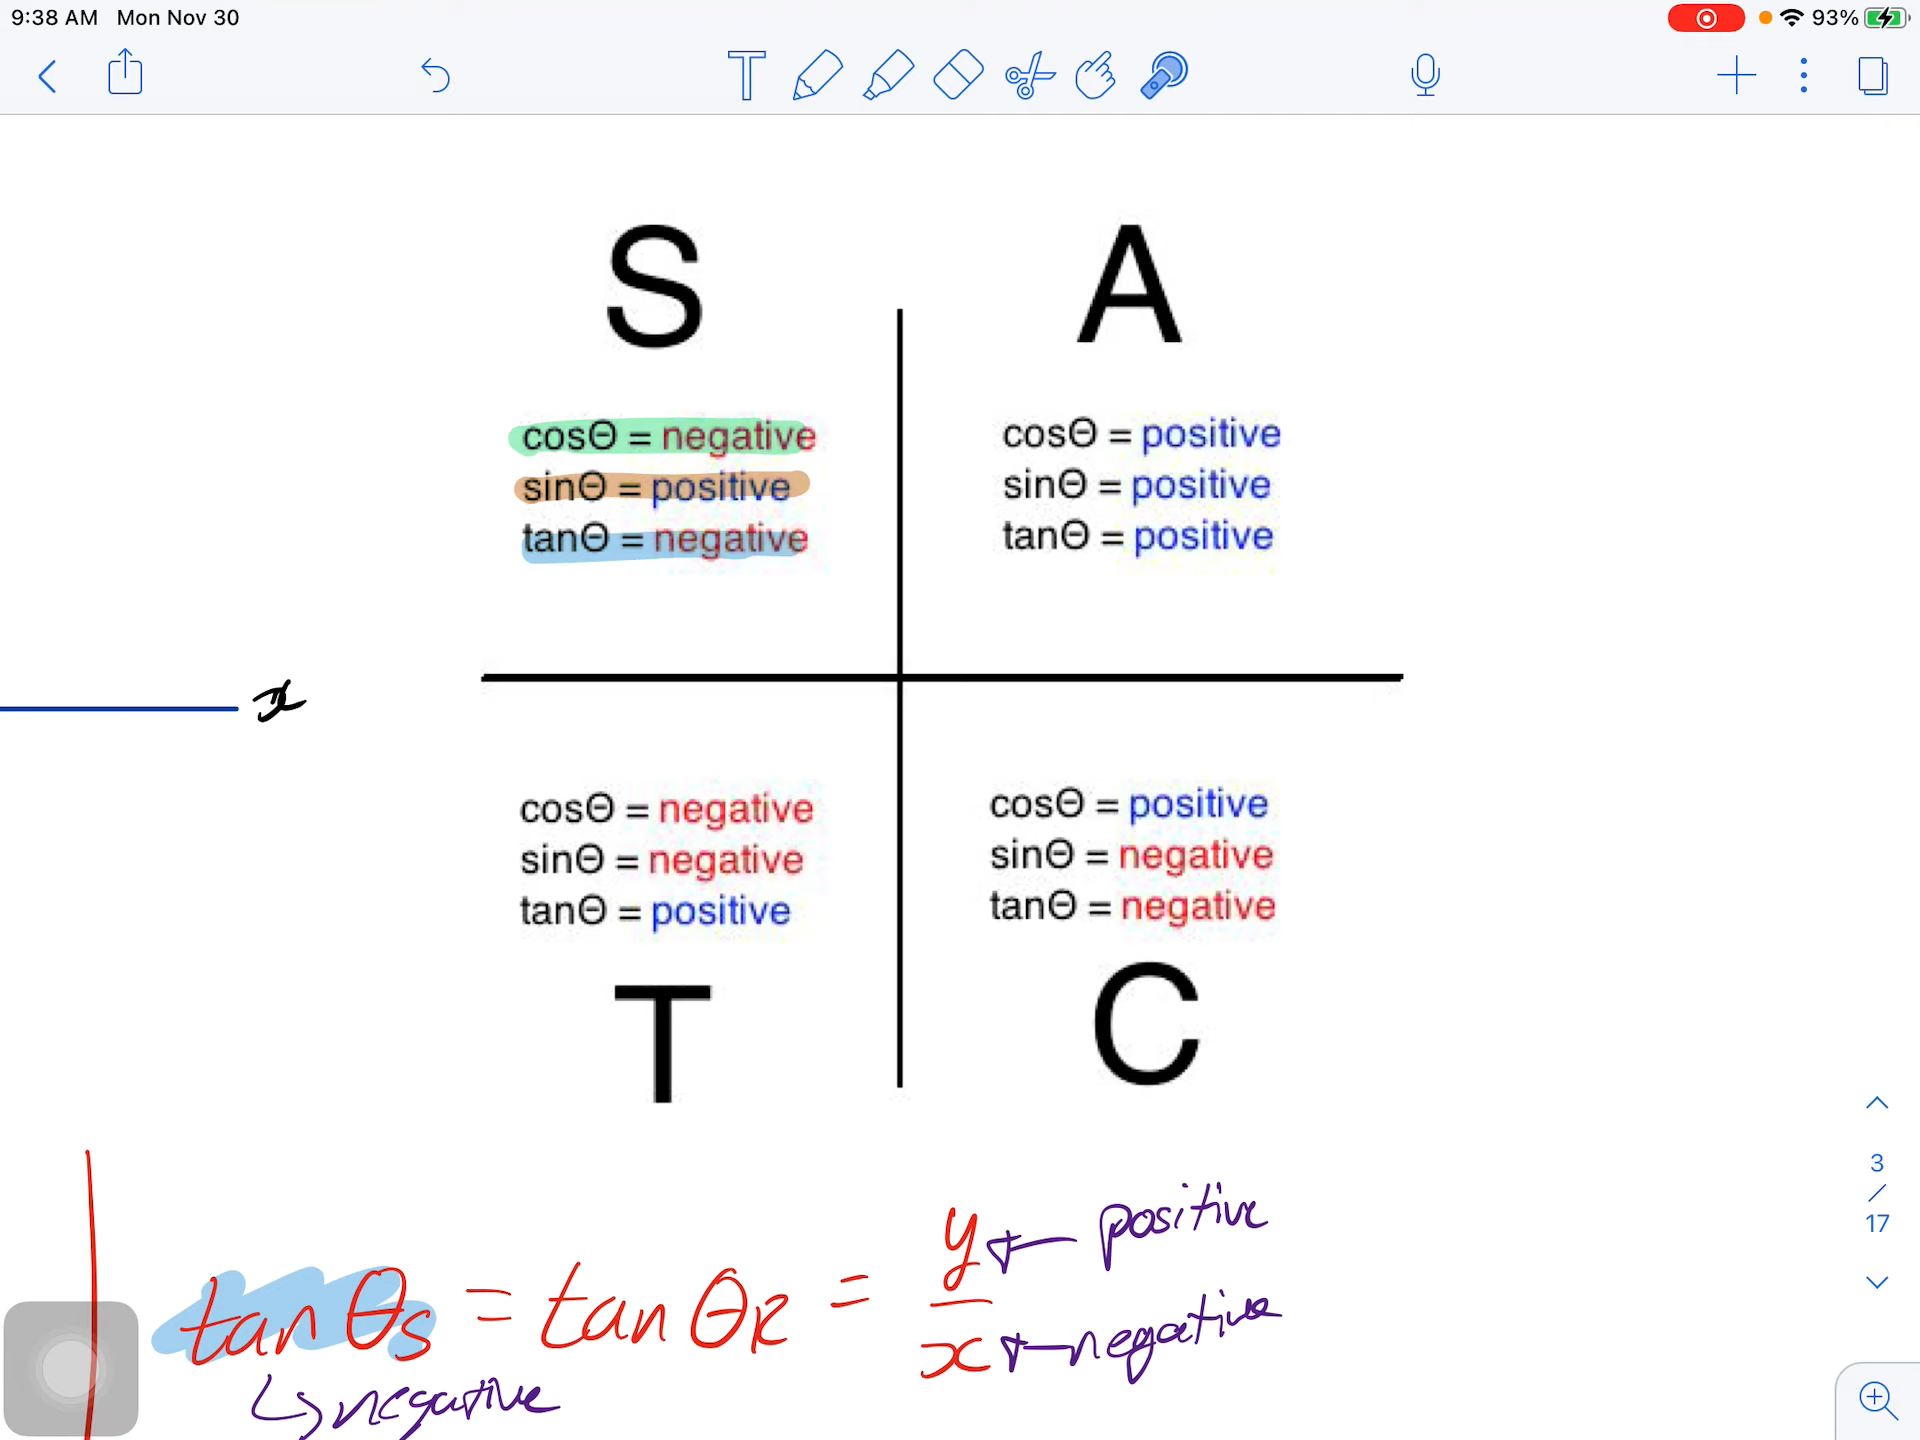 9:38 AM Mon Nov 30
93%
T
S
A
cosΘ = negative
sinΘ = positive
tanΘ = negative
cosΘ = positive
sinΘ = positive
tanΘ = positive
x
cosΘ = negative
sinΘ = negative
tanΘ = positive
cosΘ = positive
sinΘ = negative
tanΘ = negative
T
C
3
/
17
tan θs = tan θR = y/x
positive
negative
negative